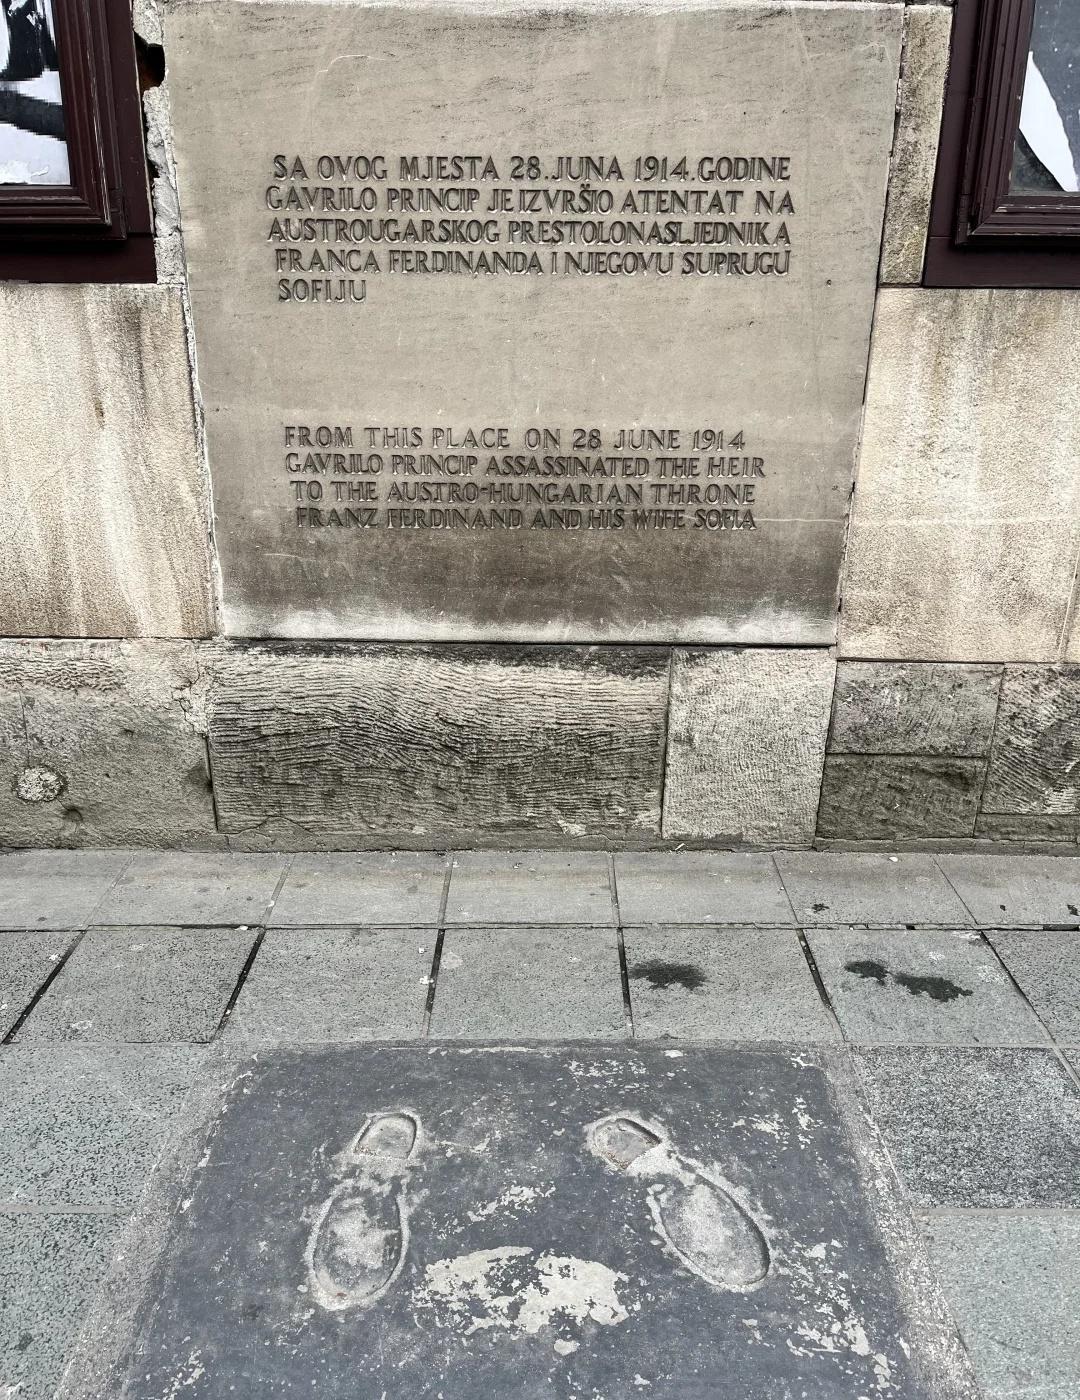 SA OVOG MJESTA 28.JUNA 1914.GODINE
GAVRILO PRINCIP JE IZVRŠIO ATENTAT NA
AUSTROUGARSKOG PRESTOLONASLJEDNIKA
FRANCA FERDINANDA I NJEGOVU SUPRUGU
SOFIJU
FROM THIS PLACE ON 28 JUNE 1914
GAVRILO PRINCIP ASSASSINATED THE HEIR
TO THE AUSTRO-HUNGARIAN THRONE
FRANZ FERDINAND AND HIS WIFE SOFIA